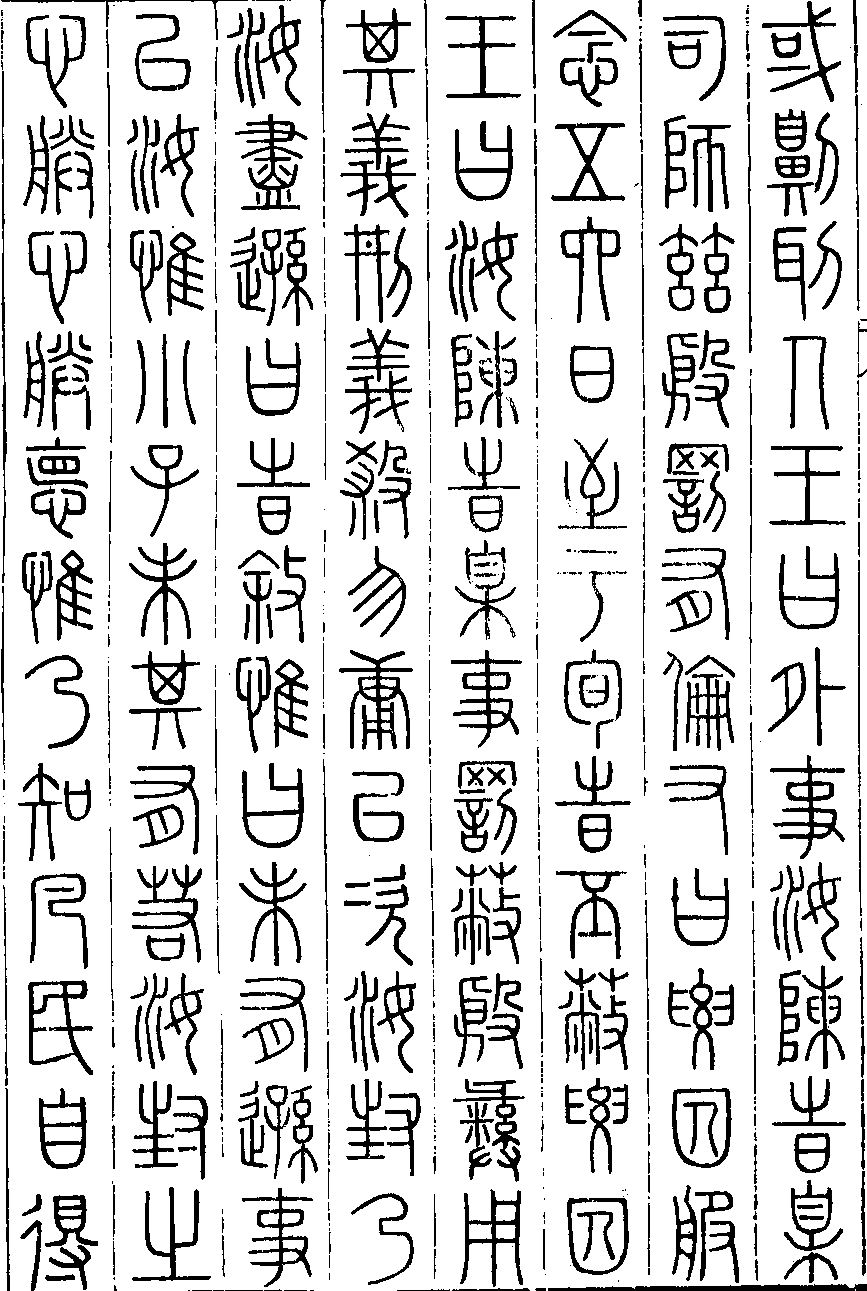 或劓刵人王曰外事汝陳時臬
司師茲殷罰有倫又曰要囚服
念五六日至于旬時丕蔽要囚
王曰汝陳時臬事罰蔽殷彝用
其義刑義殺勿庸以次汝封乃
汝盡遜曰時敘惟曰未有遜事
已汝惟小子未其有若汝封之
心朕心朕德惟乃知凡民自得